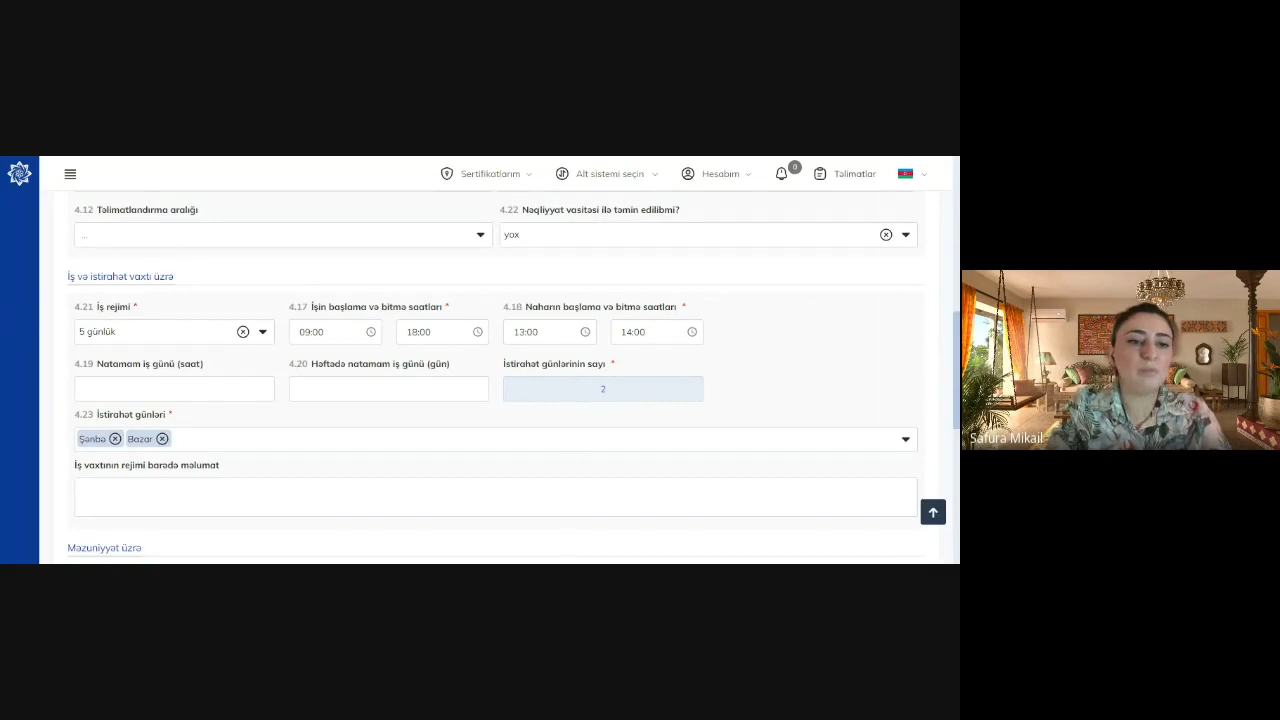 Sertifikatlarım
Alt sistemi seçin
Hesabım
0
Təlimatlar
4.12 Təlimatlandırma aralığı
4.22 Nəqliyyat vasitəsi ilə təmin edilibmi?
...
yox
İş və istirahət vaxtı üzrə
4.21 İş rejimi *
4.17 İşin başlama və bitmə saatları *
4.18 Naharın başlama və bitmə saatları *
5 günlük
09:00
18:00
13:00
14:00
4.19 Natamam iş günü (saat)
4.20 Həftədə natamam iş günü (gün)
İstirahət günlərinin sayı *
2
4.23 İstirahət günləri *
Şənbə
Bazar
İş vaxtının rejimi barədə məlumat
Məzuniyyət üzrə
Safura Mikail